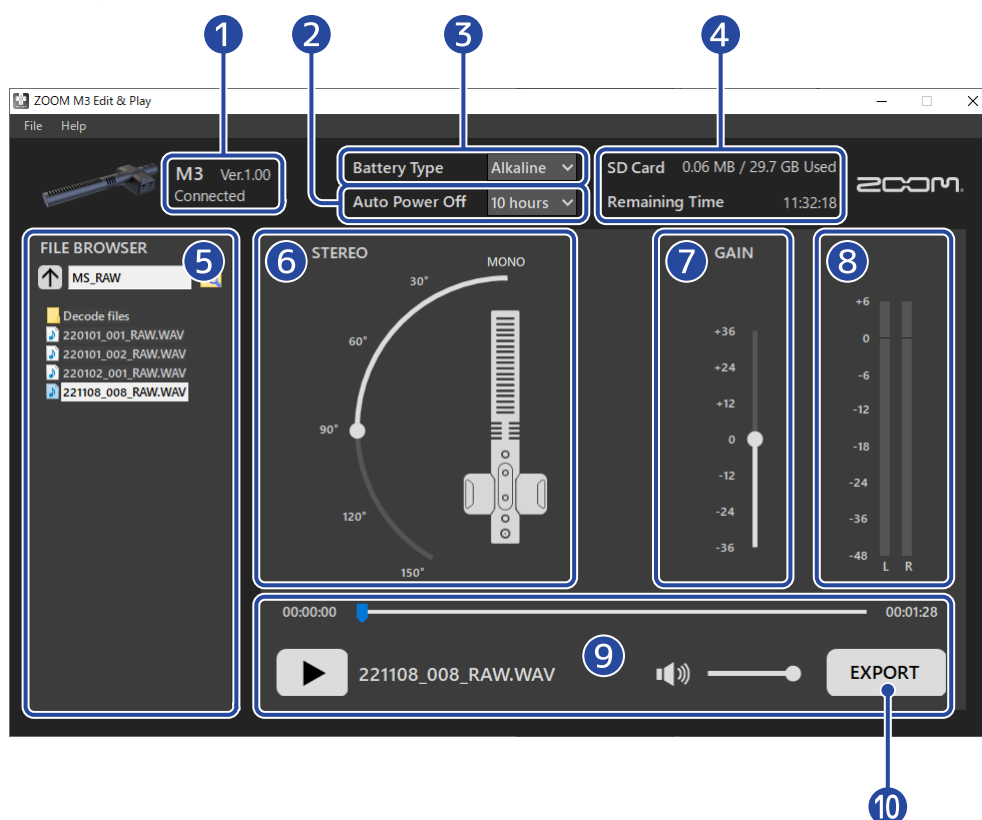 1 2 3 4
ZOOM M3 Edit & Play
File Help
M3 Ver.1.00
Connected
Battery Type Alkaline
Auto Power Off 10 hours
SD Card 0.06 MB / 29.7 GB Used
Remaining Time 11:32:18
ZOOM
FILE BROWSER
5
MS_RAW
Decode files
220101_001_RAW.WAV
220101_002_RAW.WAV
220102_001_RAW.WAV
221108_008_RAW.WAV
6 STEREO
MONO
30°
60°
90°
120°
150°
7 GAIN
+36
+24
+12
0
-12
-24
-36
8
+6
0
-6
-12
-18
-24
-36
-48
L R
00:00:00 00:01:28
221108_008_RAW.WAV 9 EXPORT
10